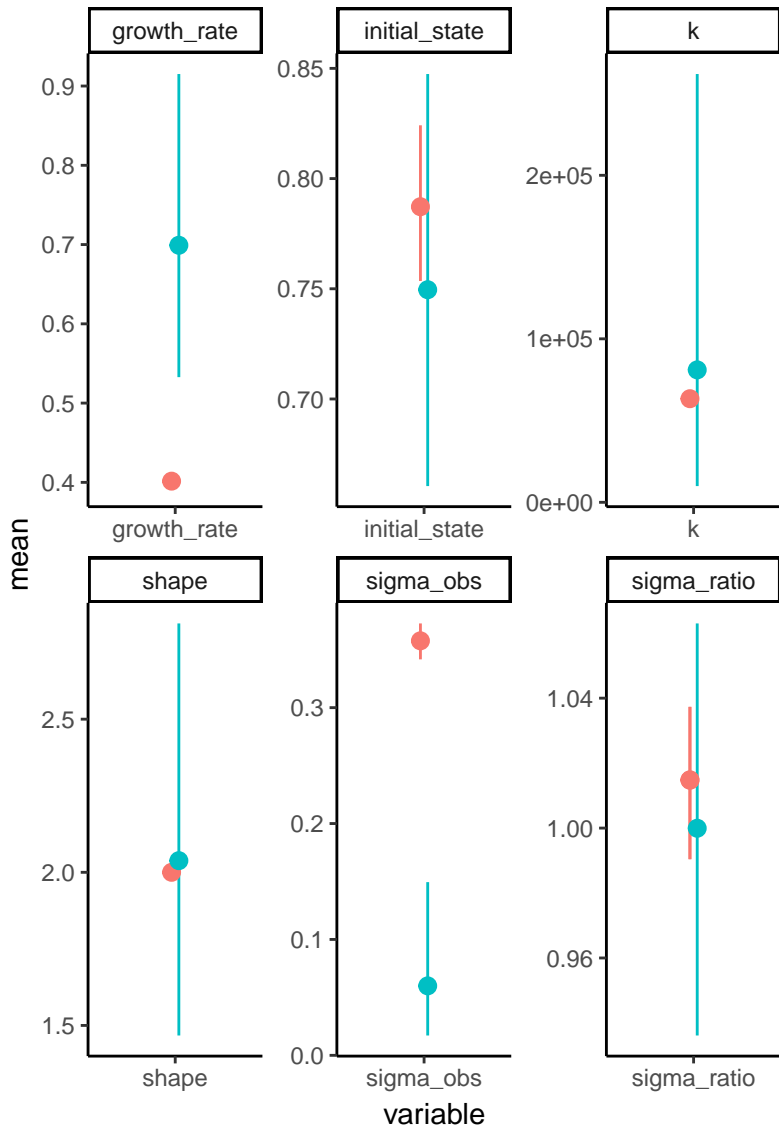 growth_rate
initial_state
k
0.9
0.8
0.7
0.6
0.5
0.4
0.85
0.80
0.75
0.70
2e+05
1e+05
0e+00
growth_rate
initial_state
k
mean
shape
sigma_obs
sigma_ratio
2.5
2.0
1.5
0.3
0.2
0.1
0.0
1.04
1.00
0.96
shape
sigma_obs
sigma_ratio
variable